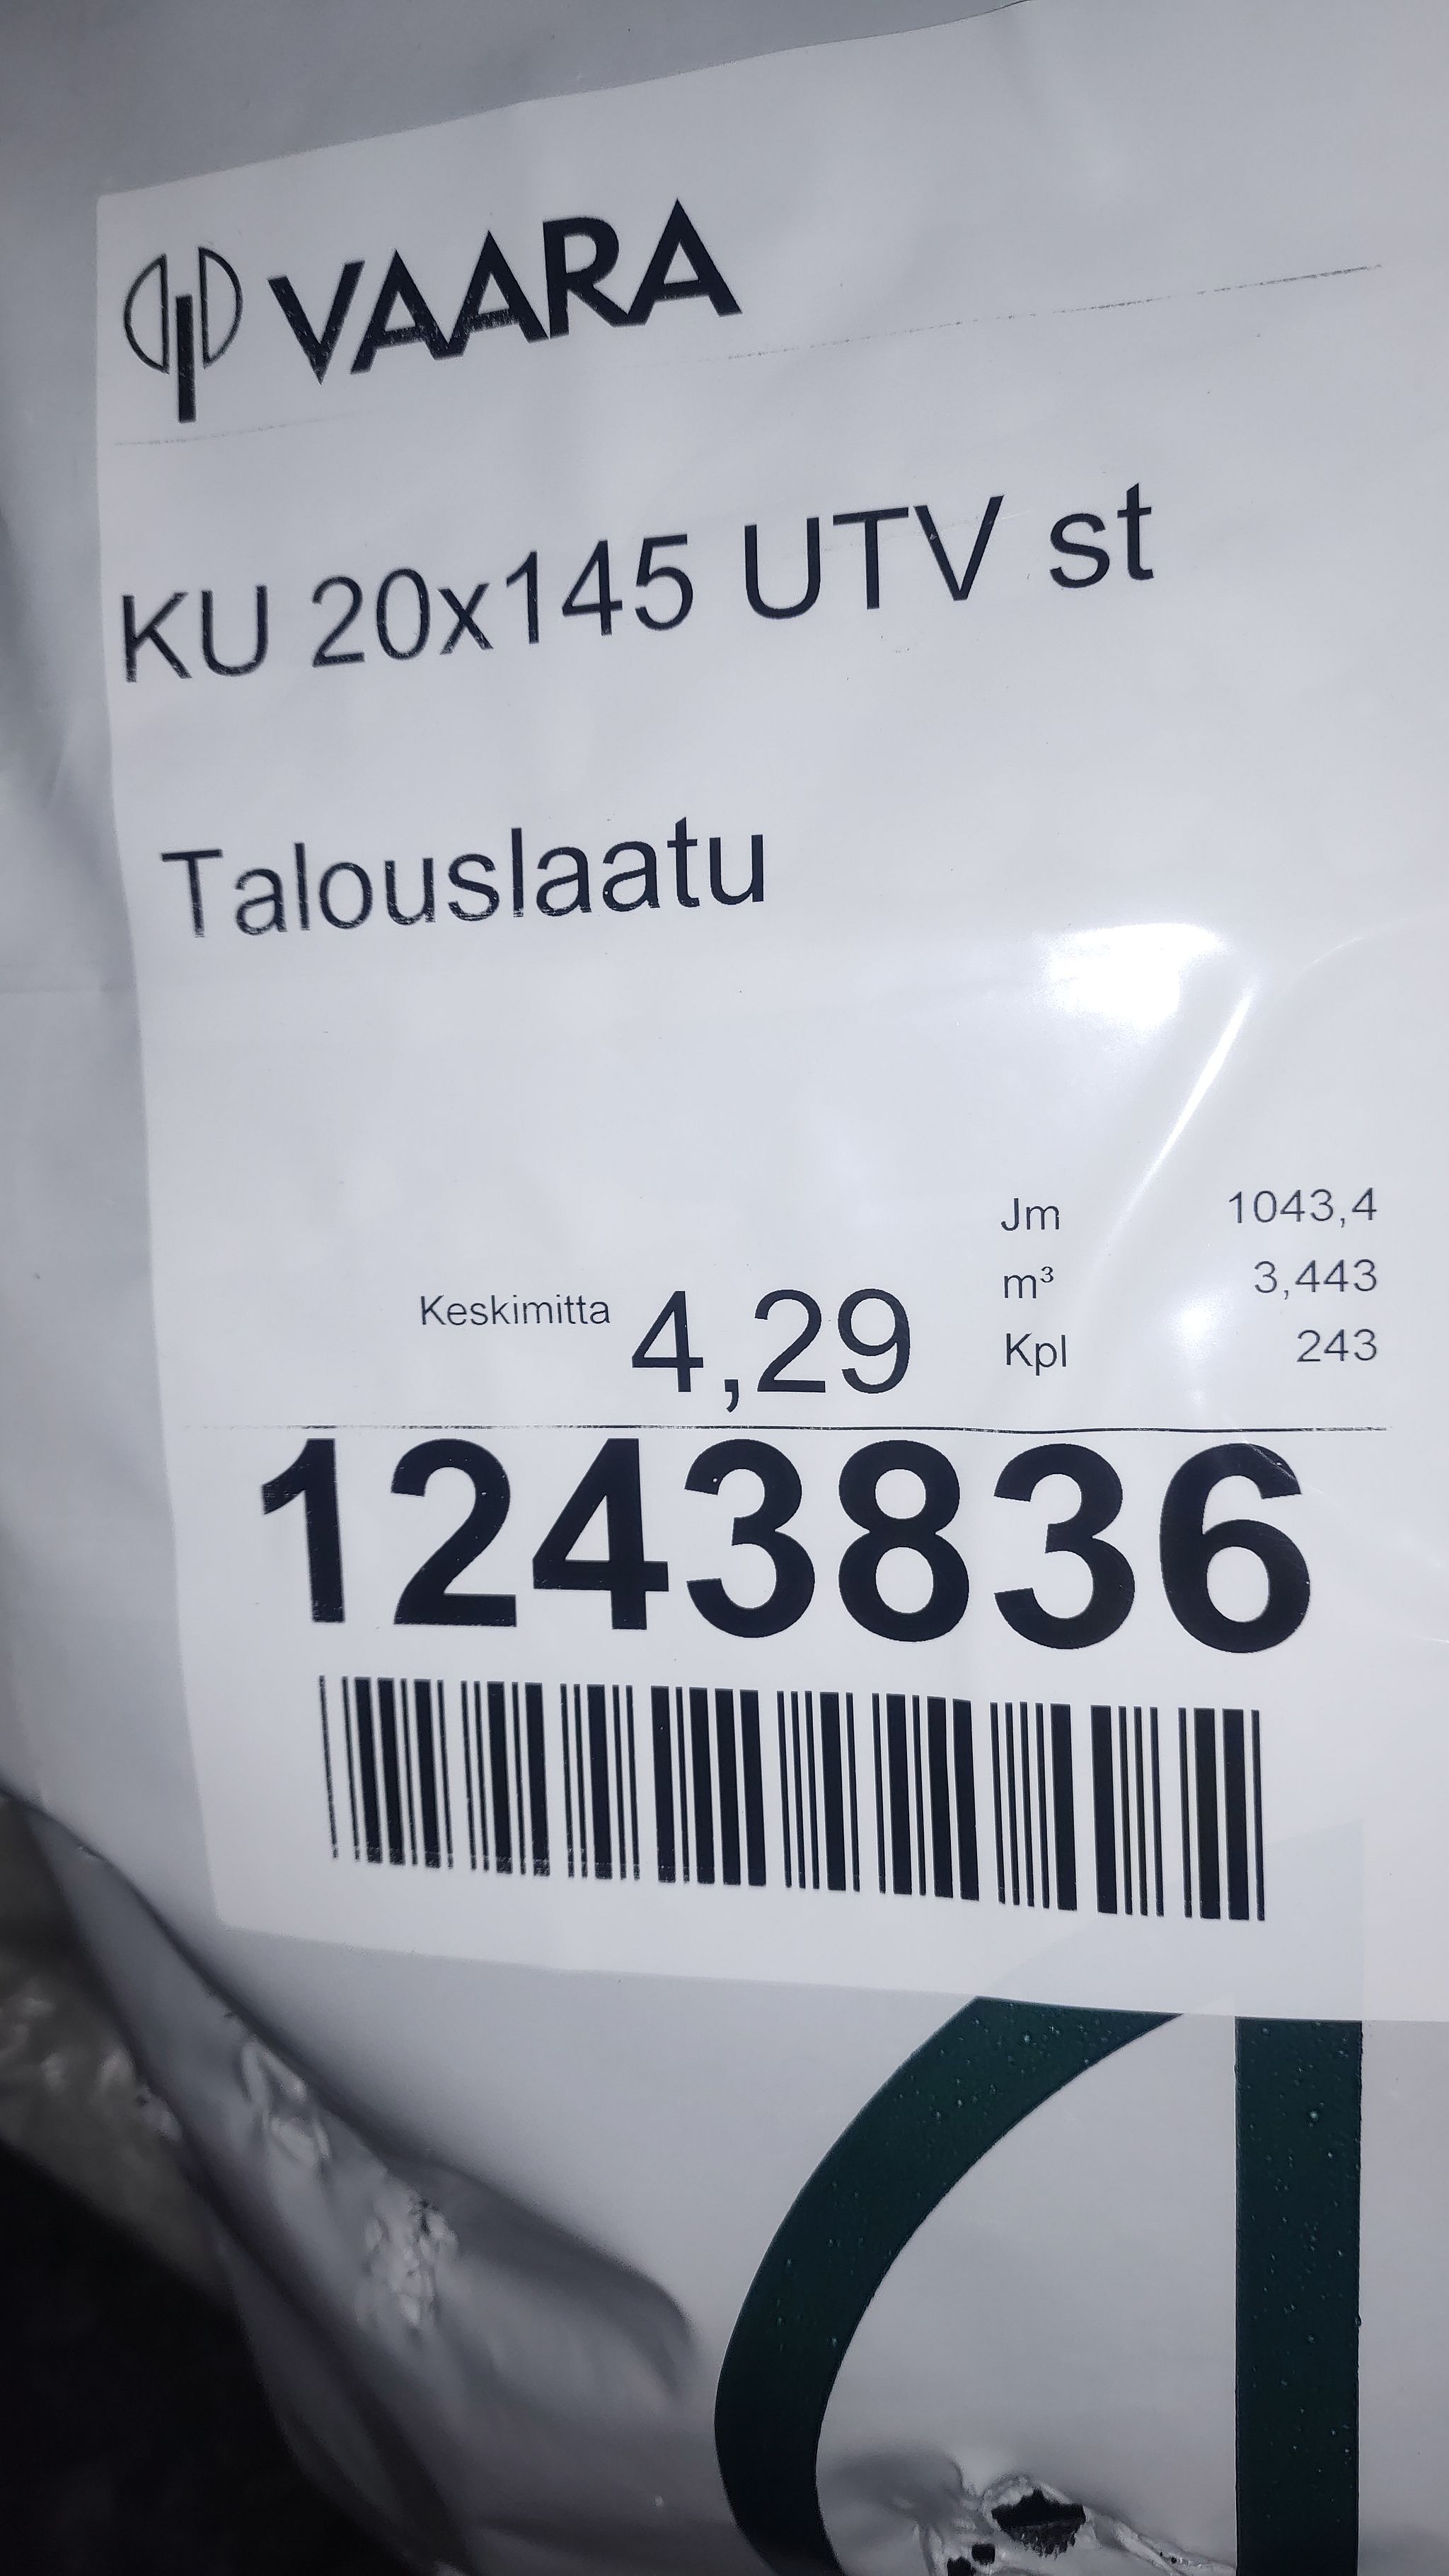 VAARA
KU 20x145 UTV st
Talouslaatu
Jm 1043,4
m³ 3,443
Keskimitta 4,29
Kpl 243
1243836